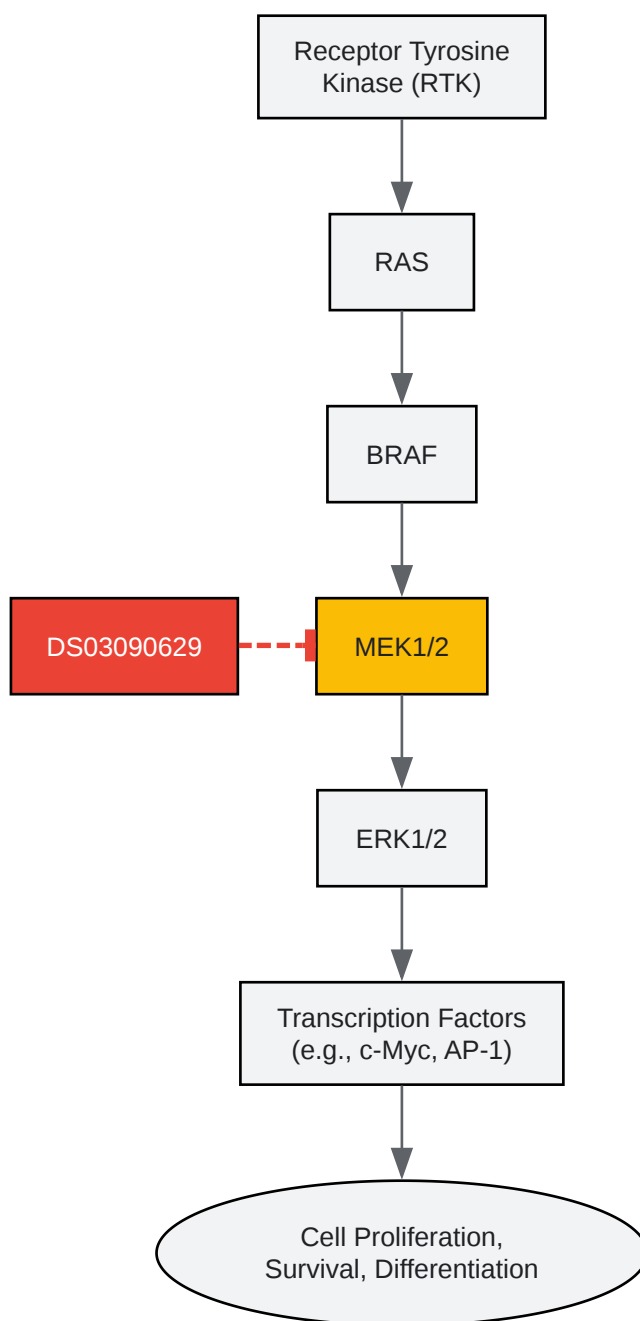 Receptor Tyrosine
Kinase (RTK)
RAS
BRAF
DS03090629
MEK1/2
ERK1/2
Transcription Factors
(e.g., c-Myc, AP-1)
Cell Proliferation,
Survival, Differentiation